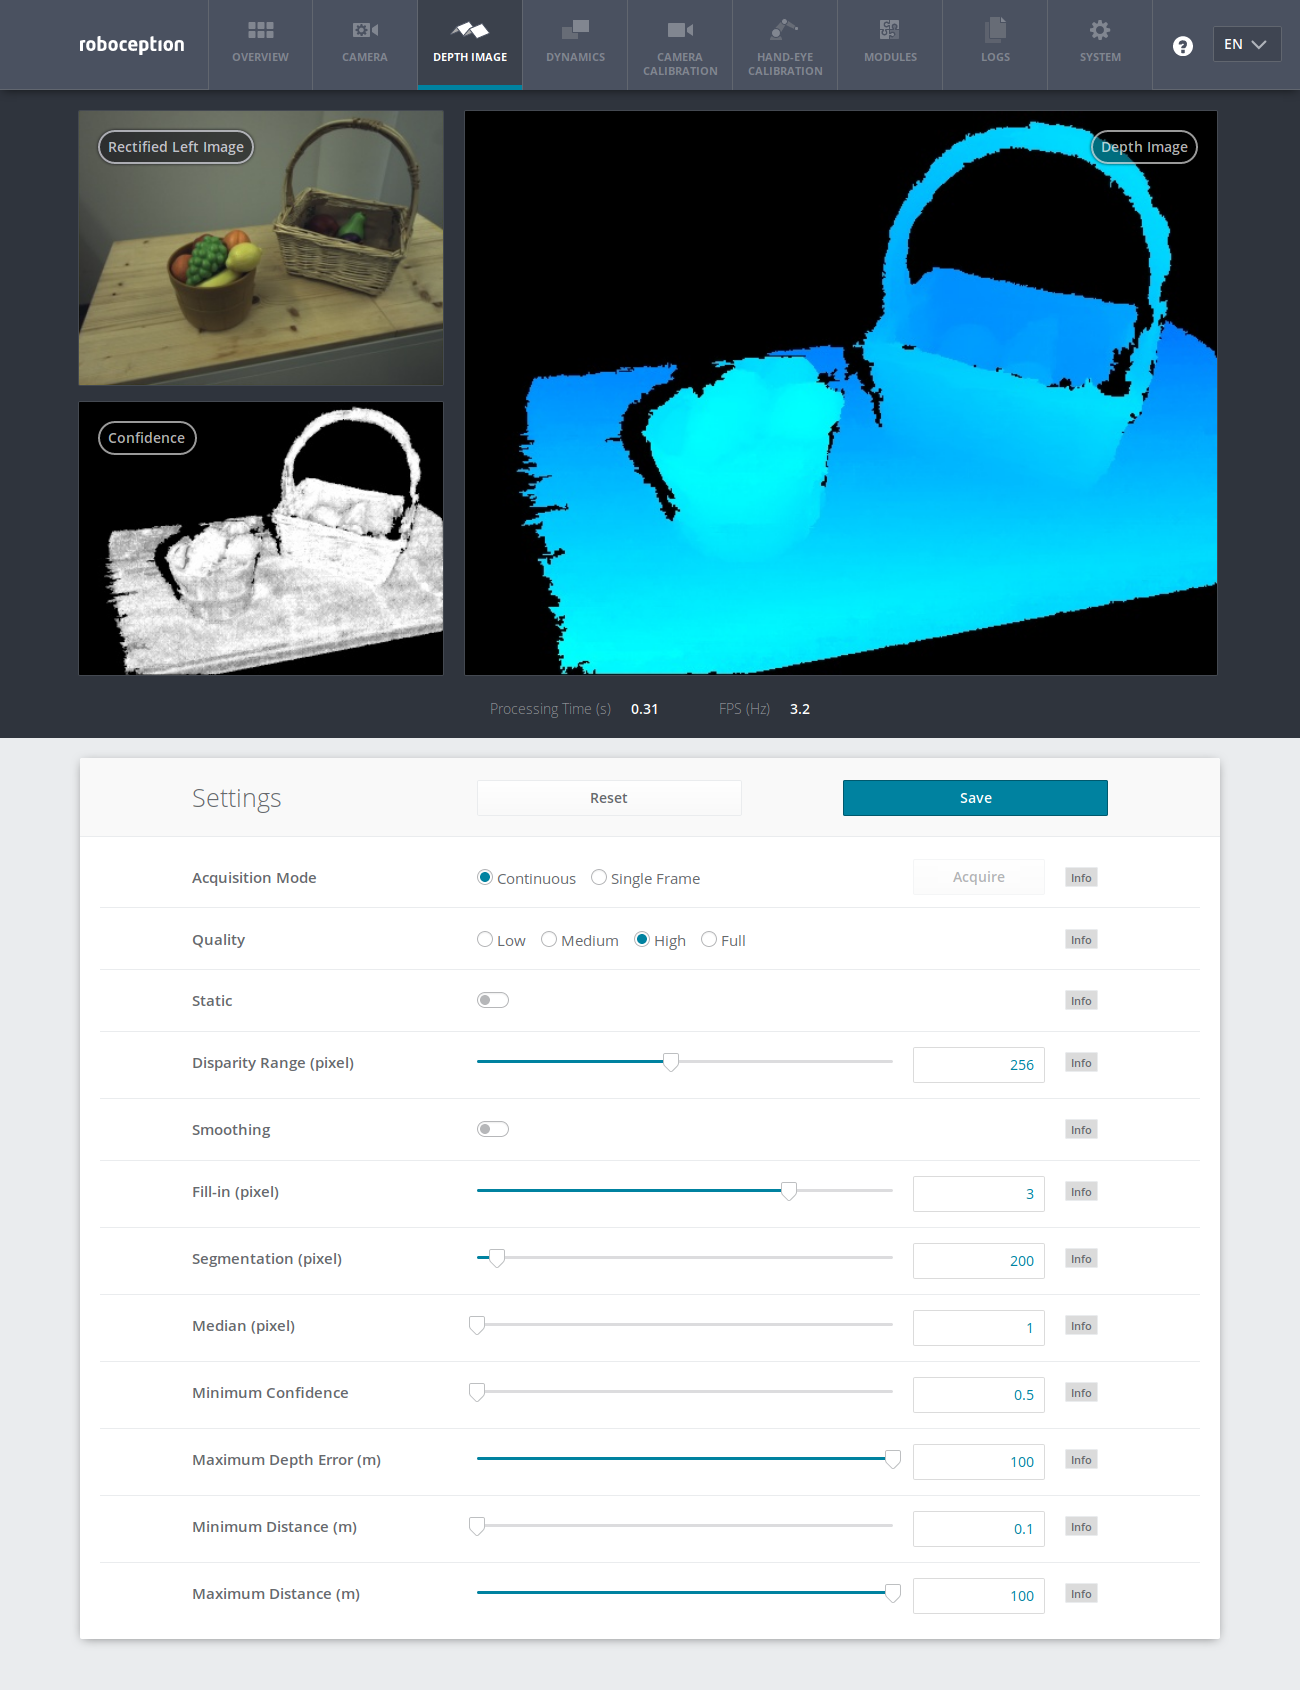 roboception
OVERVIEW
CAMERA
DEPTH IMAGE
DYNAMICS
CAMERA
CALIBRATION
HAND-EYE
CALIBRATION
MODULES
LOGS
SYSTEM
?
EN
Rectified Left Image
Depth Image
Confidence
Processing Time (s) 0.31 FPS (Hz) 3.2
Settings Reset Save
Acquisition Mode Continuous Single Frame Acquire Info
Quality Low Medium High Full Info
Static Info
Disparity Range (pixel) 256 Info
Smoothing Info
Fill-in (pixel) 3 Info
Segmentation (pixel) 200 Info
Median (pixel) 1 Info
Minimum Confidence 0.5 Info
Maximum Depth Error (m) 100 Info
Minimum Distance (m) 0.1 Info
Maximum Distance (m) 100 Info